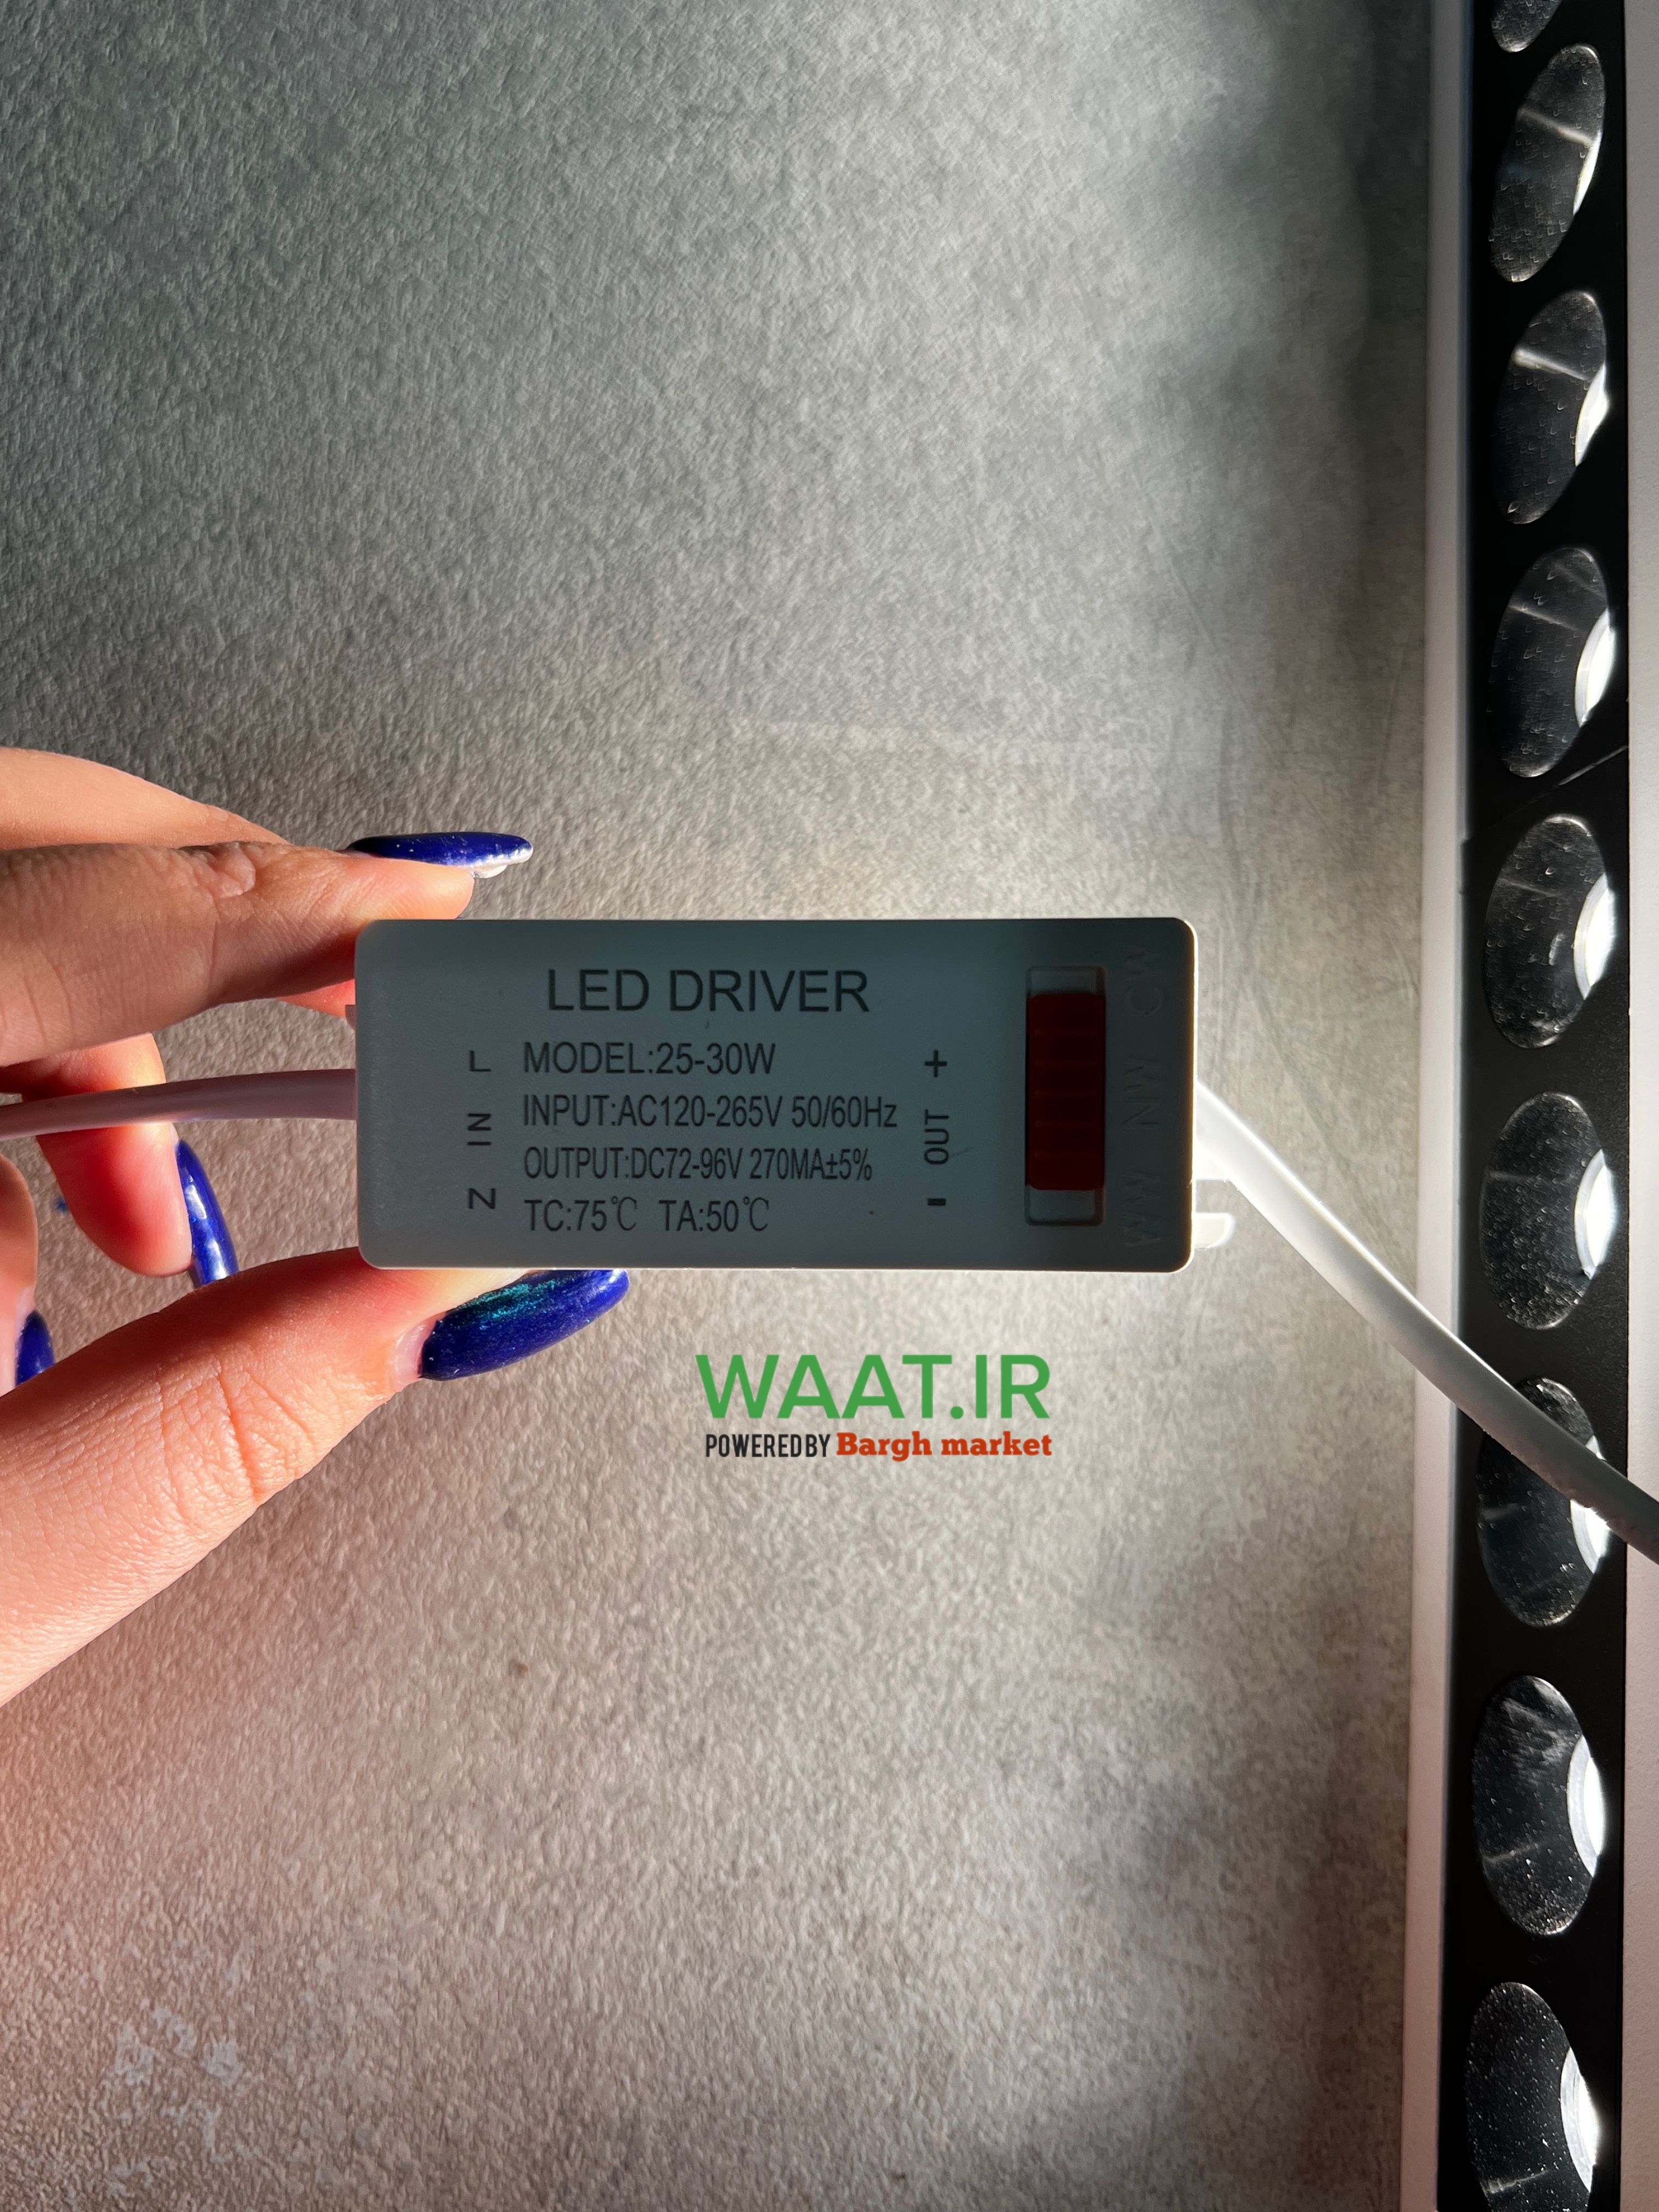 LED DRIVER
MODEL:25-30W
INPUT:AC120-265V 50/60Hz
OUTPUT:DC72-96V 270MA±5%
TC:75℃ TA:50℃
L
IN
N
+
OUT
-
CW
NW
WW
WAAT.IR
POWERED BY Bargh market